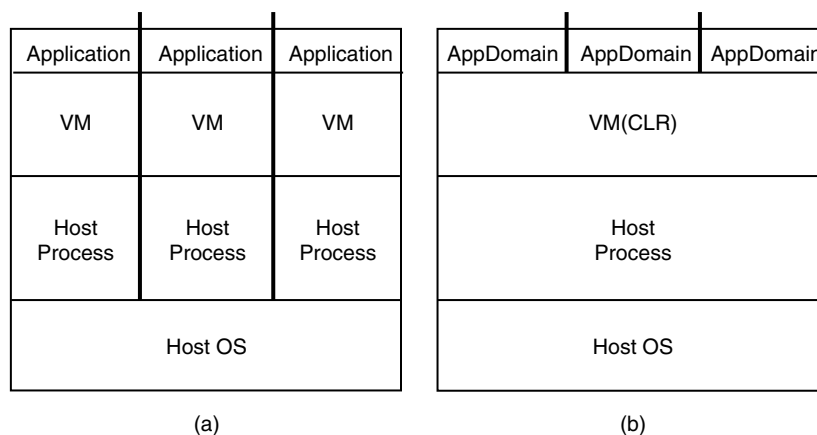 Application Application Application
VM VM VM
Host Host Host
Process Process Process
Host OS
(a)
AppDomain AppDomain AppDomain
VM(CLR)
Host
Process
Host OS
(b)